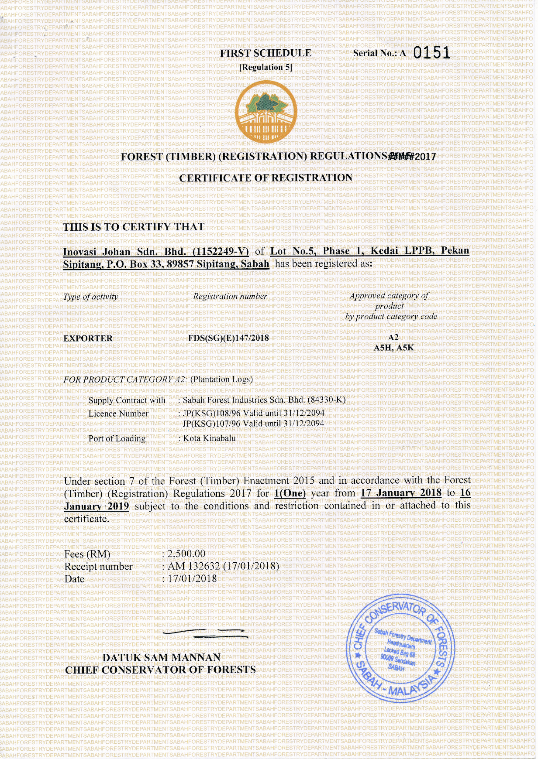 FIRST SCHEDULE
Serial No.: A 0151
[Regulation 5]
FOREST (TIMBER) (REGISTRATION) REGULATIONS 2017
CERTIFICATE OF REGISTRATION
THIS IS TO CERTIFY THAT
Inovasi Johan Sdn. Bhd. (1152249-V) of Lot No.5, Phase 1, Kedai LPPB, Pekan
Sipitang, P.O. Box 33, 89857 Sipitang, Sabah has been registered as:
Type of activity
Registration number
Approved category of
product
by product category code
EXPORTER
FDS(SG)(E)147/2018
A2
A5H, A5K
FOR PRODUCT CATEGORY A2: (Plantation Logs)
Supply Contract with : Sabah Forest Industries Sdn. Bhd. (84330-K)
Licence Number : JP(KSG)108/96 Valid until 31/12/2094
JP(KSG)107/96 Valid until 31/12/2094
Port of Loading : Kota Kinabalu
Under section 7 of the Forest (Timber) Enactment 2015 and in accordance with the Forest
(Timber) (Registration) Regulations 2017 for 1(One) year from 17 January 2018 to 16
January 2019 subject to the conditions and restriction contained in or attached to this
certificate.
Fees (RM) : 2,500.00
Receipt number : AM 132632 (17/01/2018)
Date : 17/01/2018
DATUK SAM MANNAN
CHIEF CONSERVATOR OF FORESTS
CHIEF CONSERVATOR OF FORESTS
Sabah Forestry Department
Headquarters
Locked Bag 68
90009 Sandakan
SABAH
SABAH - MALAYSIA